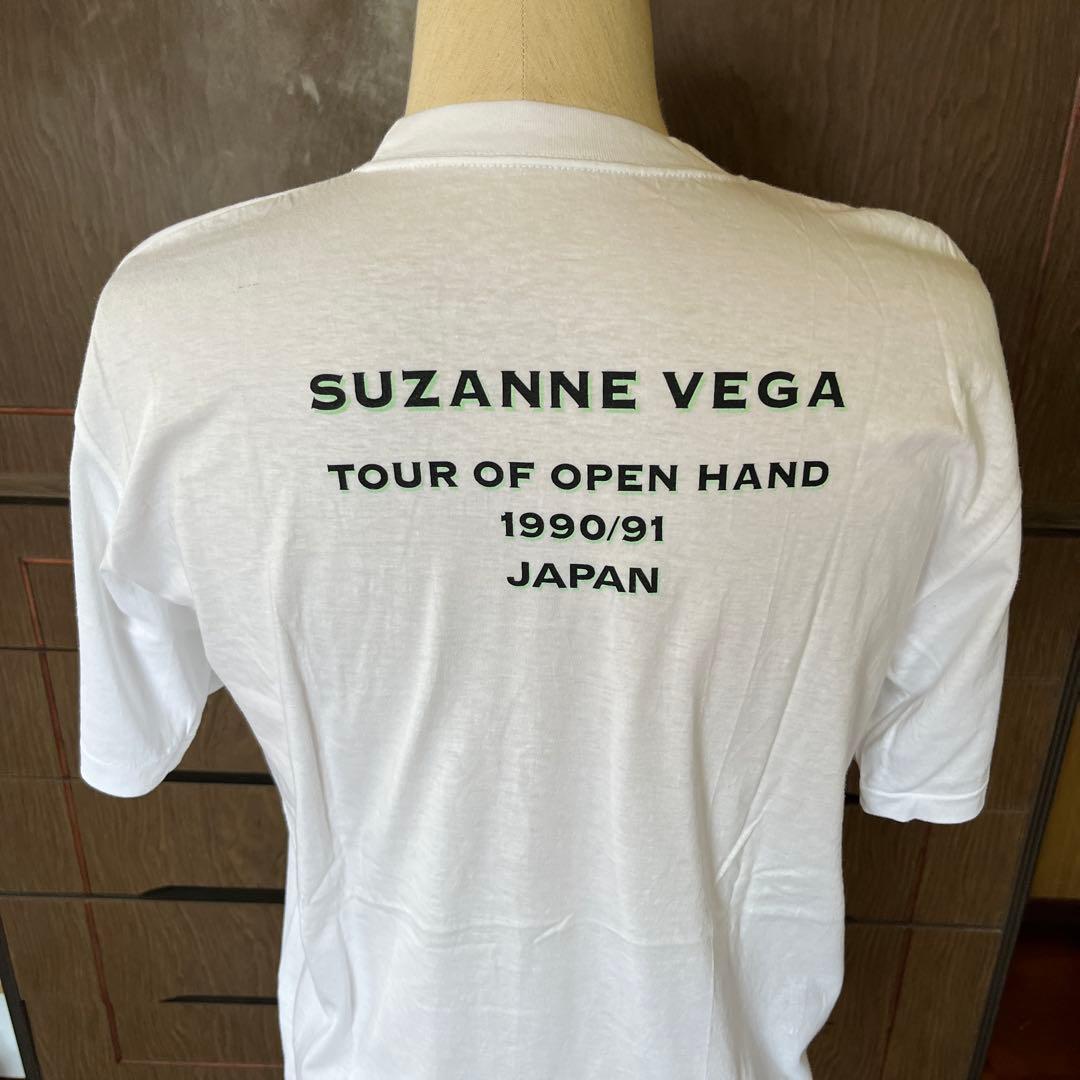 SUZANNE VEGA
TOUR OF OPEN HAND
1990/91
JAPAN